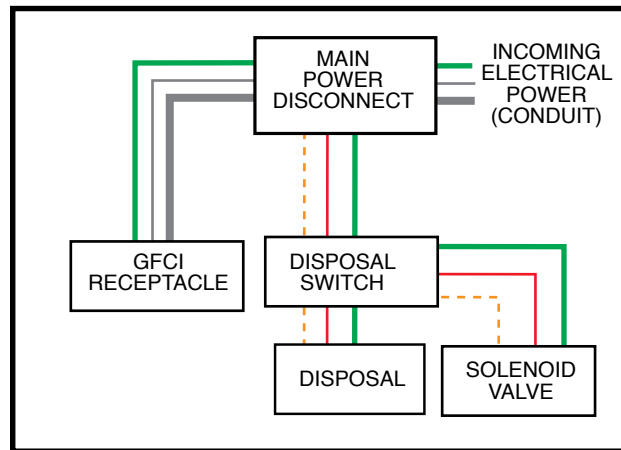 MAIN
POWER
DISCONNECT
INCOMING
ELECTRICAL
POWER
(CONDUIT)
GFCI
RECEPTACLE
DISPOSAL
SWITCH
DISPOSAL
SOLENOID
VALVE